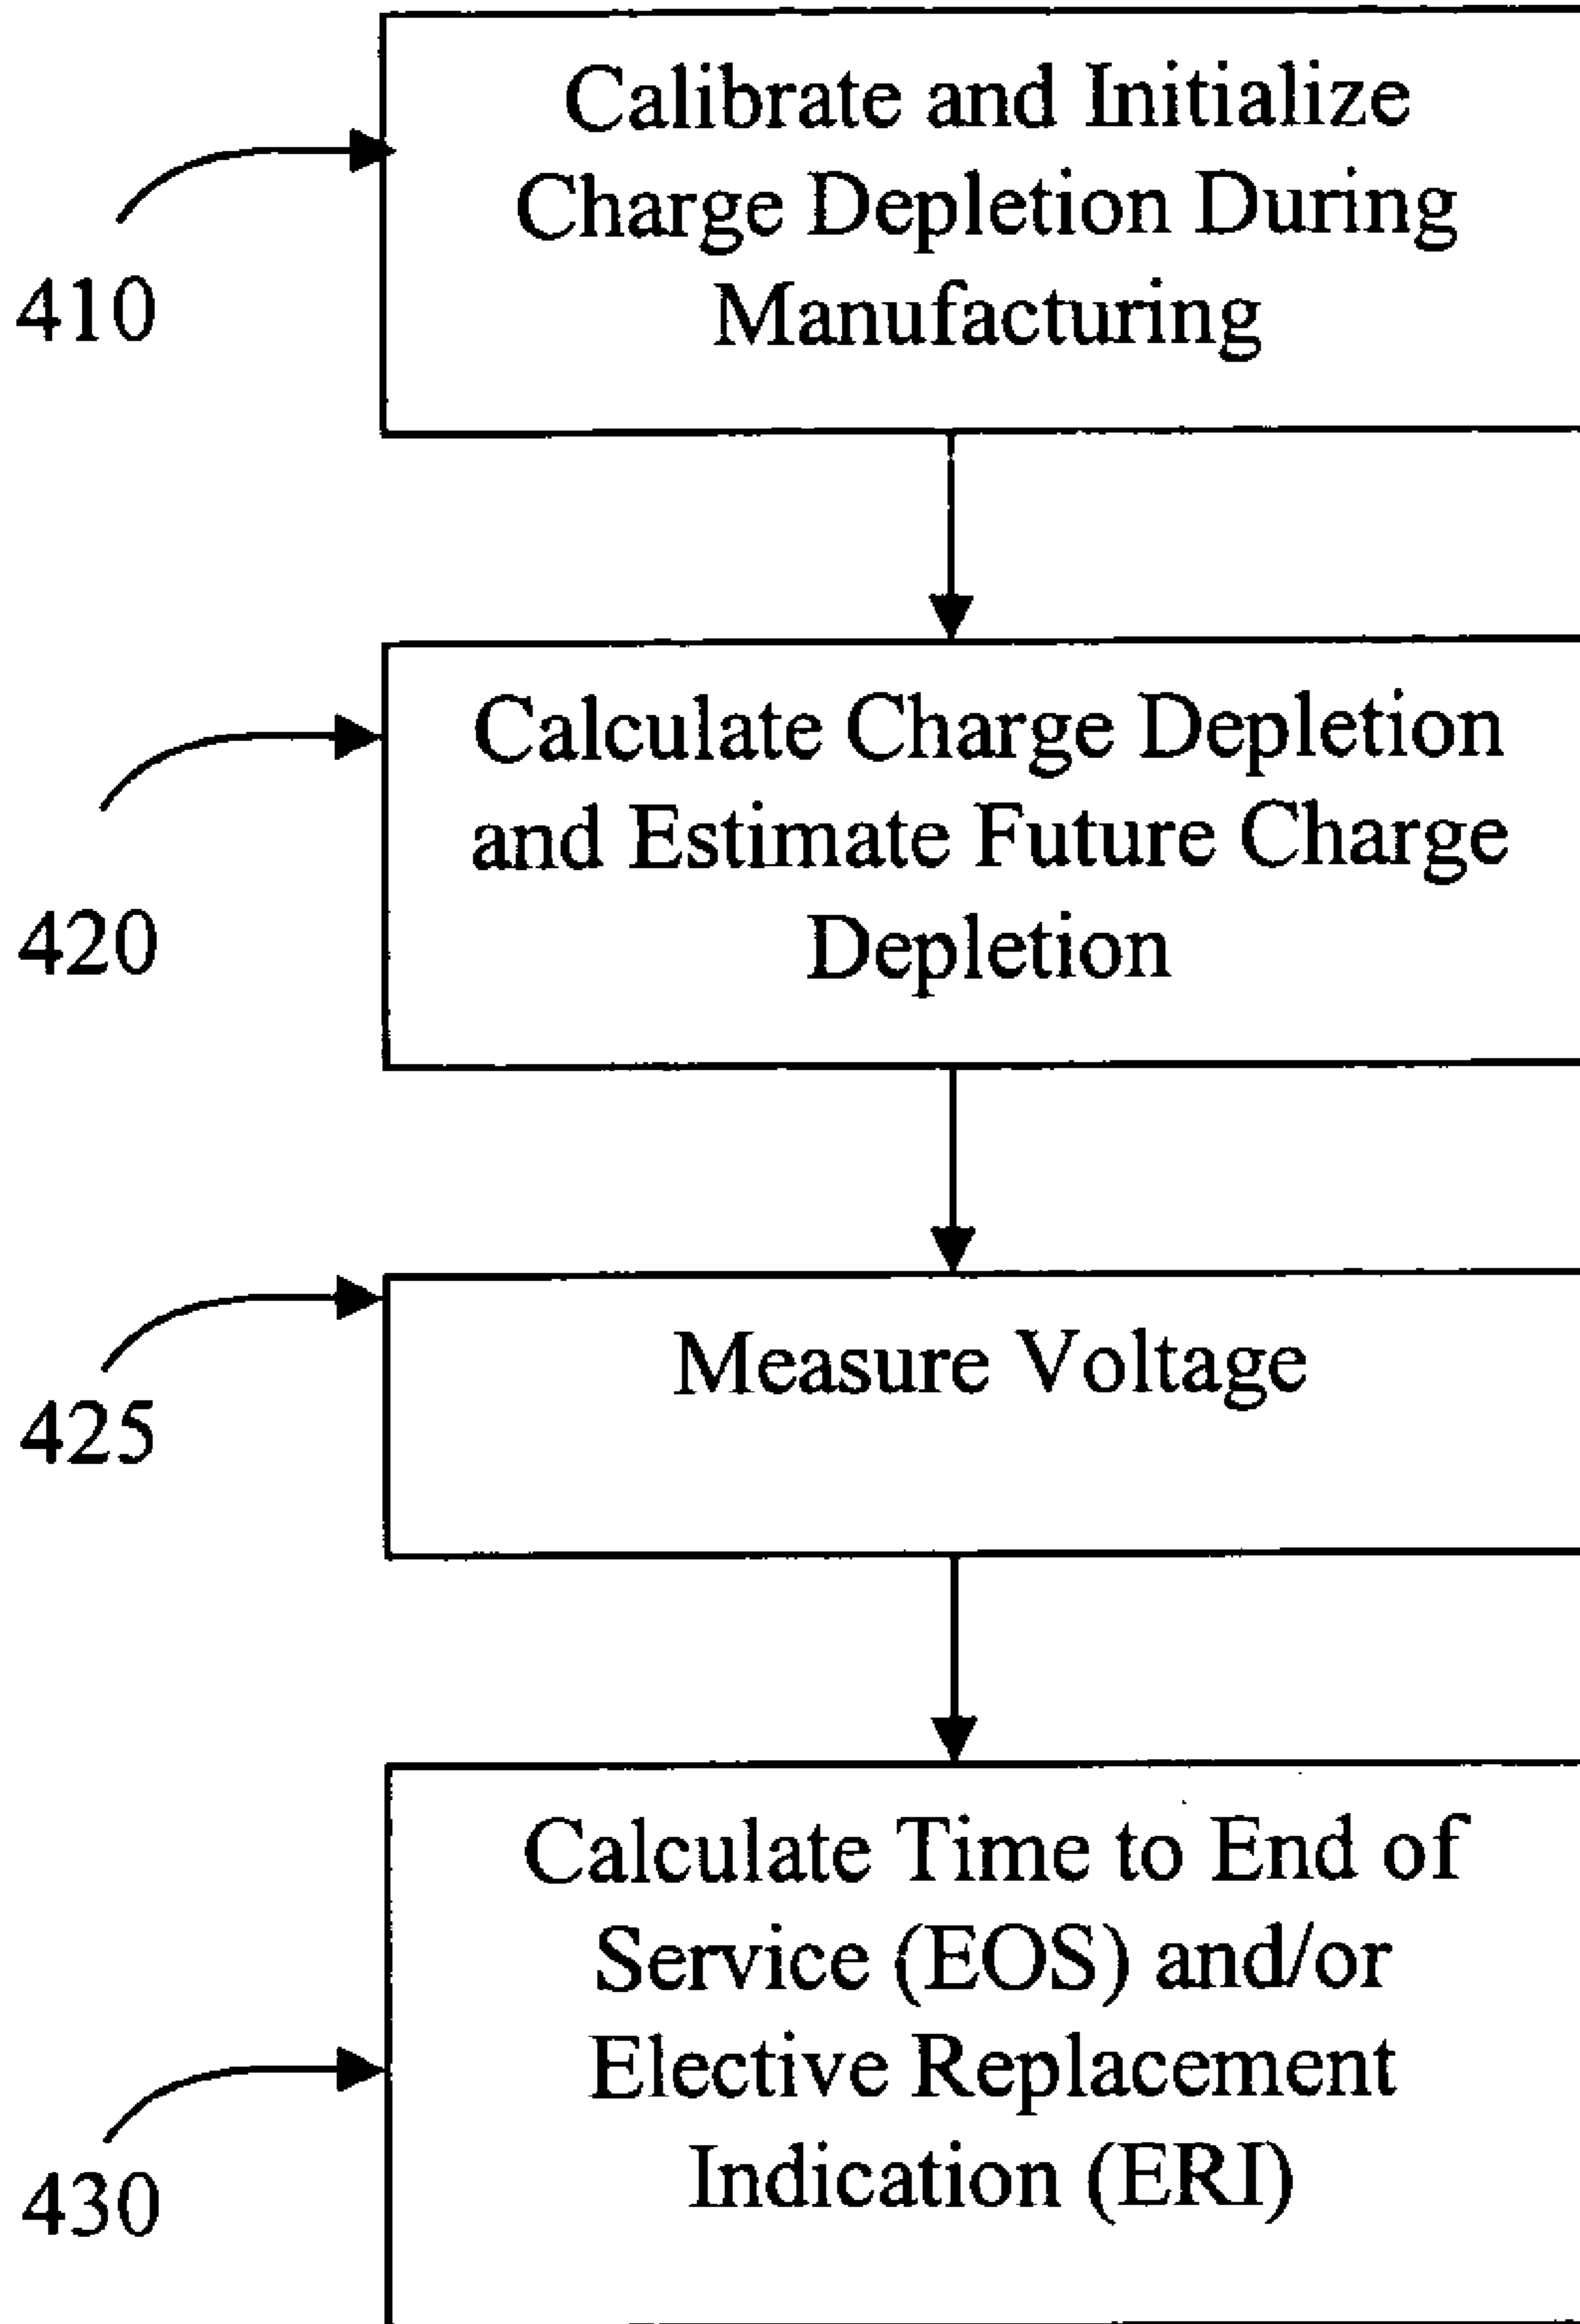 Calibrate and Initialize
Charge Depletion During
Manufacturing
410
Calculate Charge Depletion
and Estimate Future Charge
Depletion
420
Measure Voltage
425
Calculate Time to End of
Service (EOS) and/or
Elective Replacement
Indication (ERI)
430